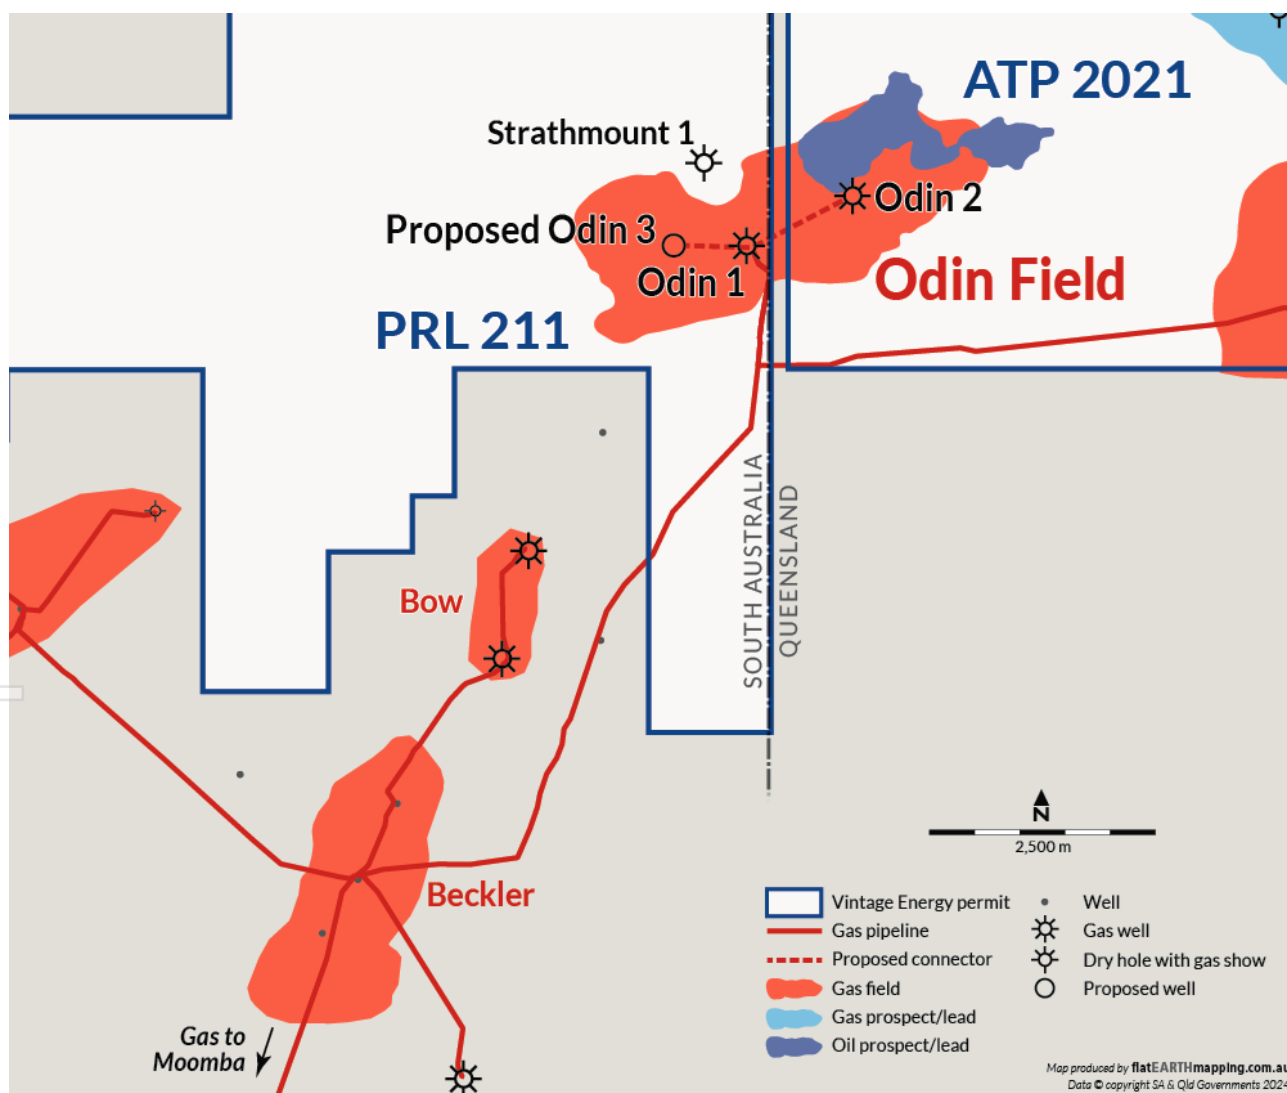 ATP 2021
Strathmount 1
Odin 2
Proposed Odin 3
Odin 1
Odin Field
PRL 211
SOUTH AUSTRALIA
QUEENSLAND
Bow
Beckler
N
2,500 m
Vintage Energy permit
Gas pipeline
Proposed connector
Gas field
Gas prospect/lead
Oil prospect/lead
Well
Gas well
Dry hole with gas show
Proposed well
Gas to
Moomba
Map produced by flatEARTHmapping.com.au
Data © copyright SA & Qld Governments 2024